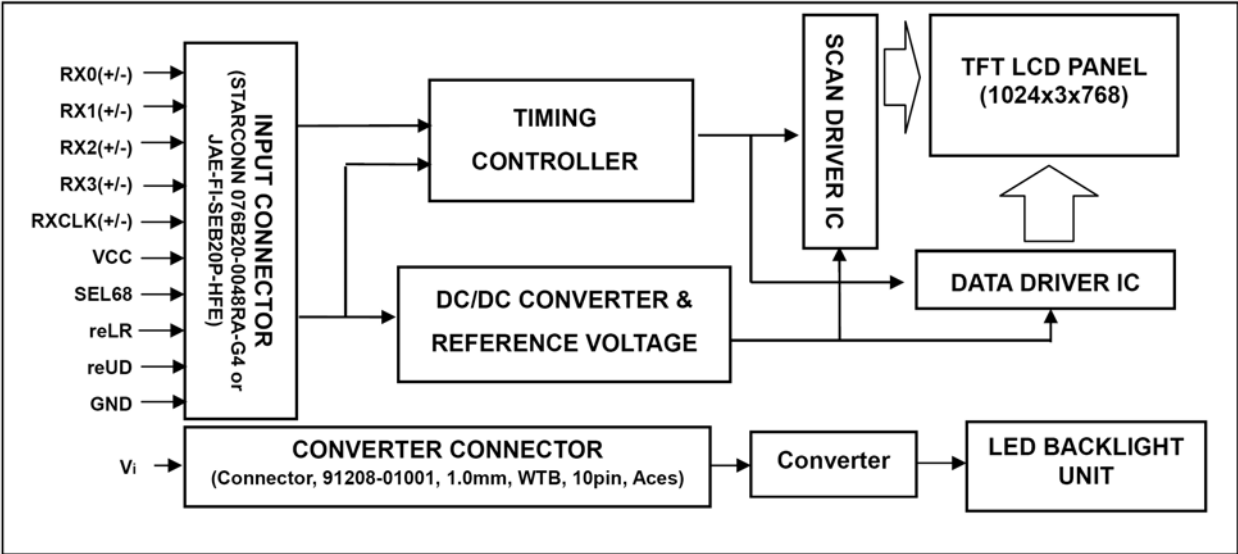 RX0(+/-)
RX1(+/-)
RX2(+/-)
RX3(+/-)
RXCLK(+/-)
VCC
SEL68
reLR
reUD
GND
INPUT CONNECTOR
(STARCONN 076B20-0048RA-G4 or
JAE-FI-SEB20P-HFE)
TIMING
CONTROLLER
SCAN DRIVER IC
TFT LCD PANEL
(1024x3x768)
DC/DC CONVERTER &
REFERENCE VOLTAGE
DATA DRIVER IC
Vi
CONVERTER CONNECTOR
(Connector, 91208-01001, 1.0mm, WTB, 10pin, Aces)
Converter
LED BACKLIGHT
UNIT